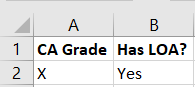 A B
1 CA Grade Has LOA?
2 X Yes